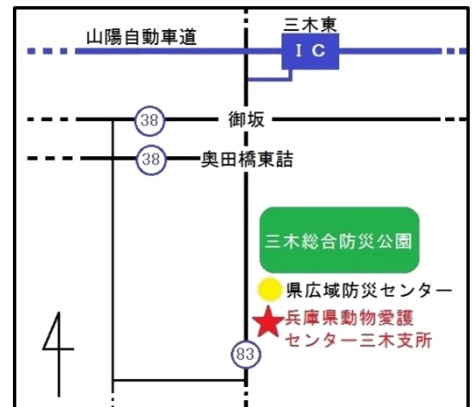 三木東
山陽自動車道
ＩＣ
38
御坂
38
奥田橋東詰
三木総合防災公園
県広域防災センター
兵庫県動物愛護
センター三木支所
83